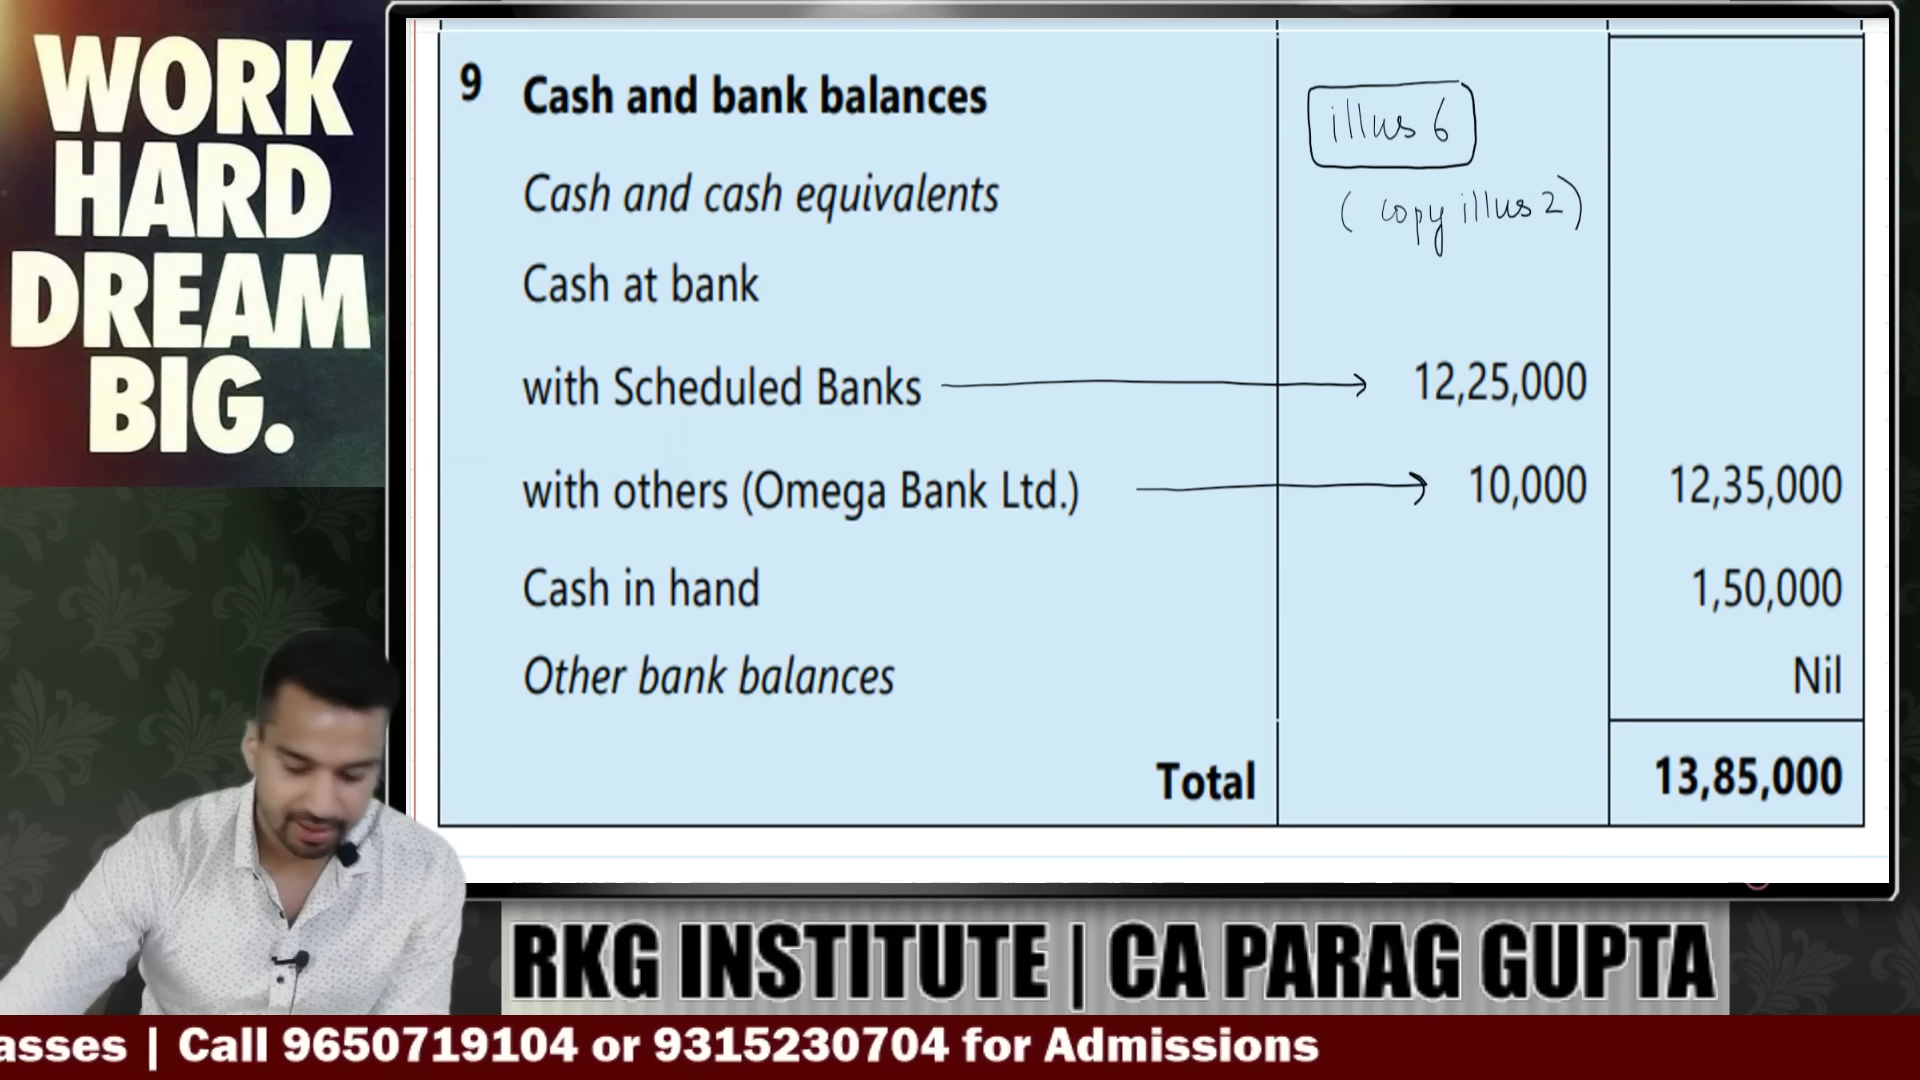 WORK
HARD
DREAM
BIG.
9 Cash and bank balances
illus 6
Cash and cash equivalents
(copy illus 2)
Cash at bank
with Scheduled Banks 12,25,000
with others (Omega Bank Ltd.) 10,000 12,35,000
Cash in hand 1,50,000
Other bank balances Nil
Total 13,85,000
RKG INSTITUTE | CA PARAG GUPTA
asses | Call 9650719104 or 9315230704 for Admissions